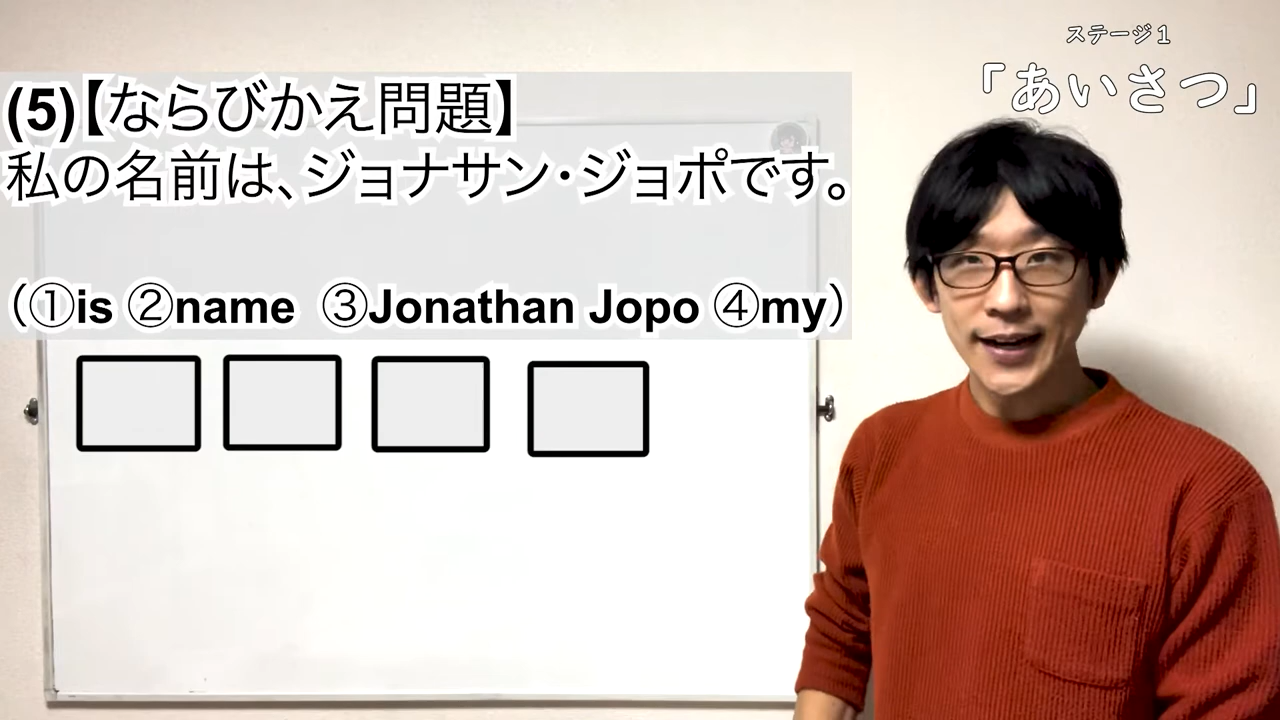 ステージ１
「あいさつ」
(5)【ならびかえ問題】
私の名前は、ジョナサン・ジョポです。
（①is ②name ③Jonathan Jopo ④my）